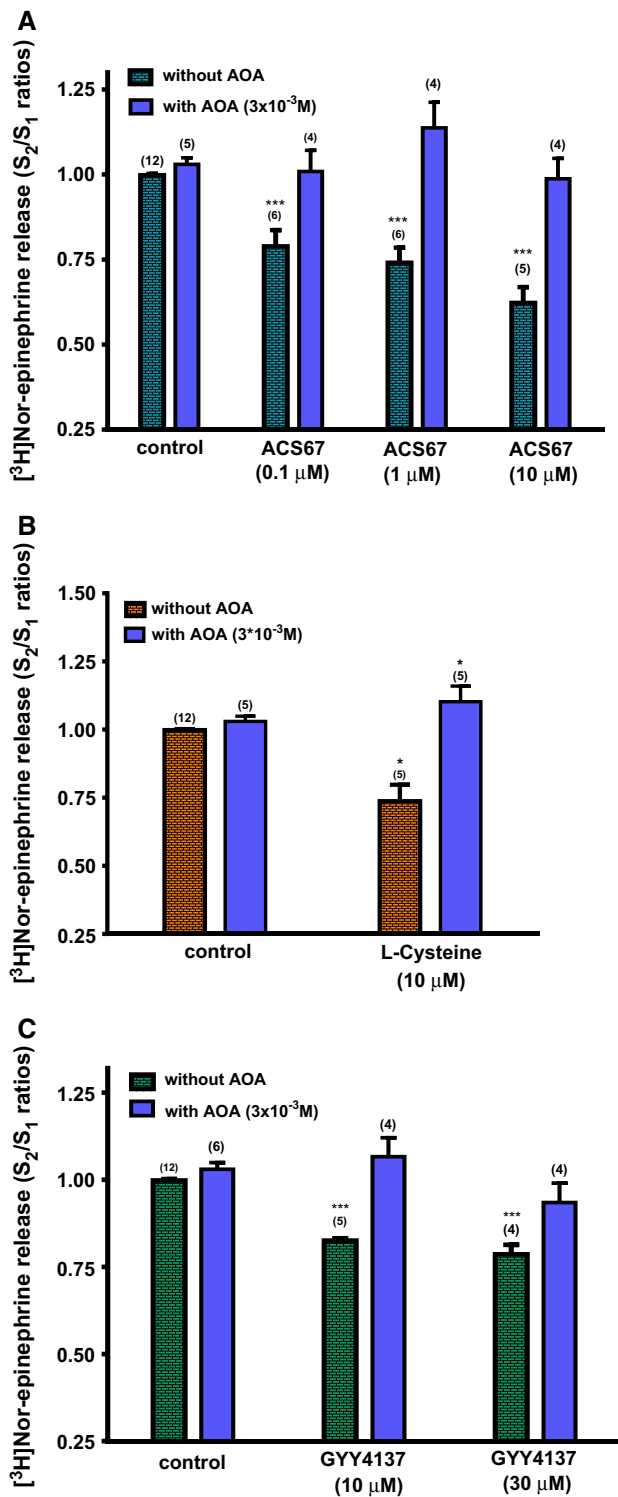 A
[³H]Nor-epinephrine release (S₂/S₁ ratios)
without AOA
with AOA (3x10⁻³M)
1.25
1.00
0.75
0.50
0.25
(12)
(5)
***
(6)
(4)
***
(6)
(4)
***
(5)
(4)
control
ACS67
(0.1 µM)
ACS67
(1 µM)
ACS67
(10 µM)
B
[³H]Nor-epinephrine release (S₂/S₁ ratios)
without AOA
with AOA (3*10⁻³M)
1.50
1.25
1.00
0.75
0.50
0.25
(12)
(5)
*
(5)
*
(5)
control
L-Cysteine
(10 µM)
C
[³H]Nor-epinephrine release (S₂/S₁ ratios)
without AOA
with AOA (3x10⁻³M)
1.25
1.00
0.75
0.50
0.25
(12)
(6)
***
(5)
(4)
***
(4)
(4)
control
GYY4137
(10 µM)
GYY4137
(30 µM)